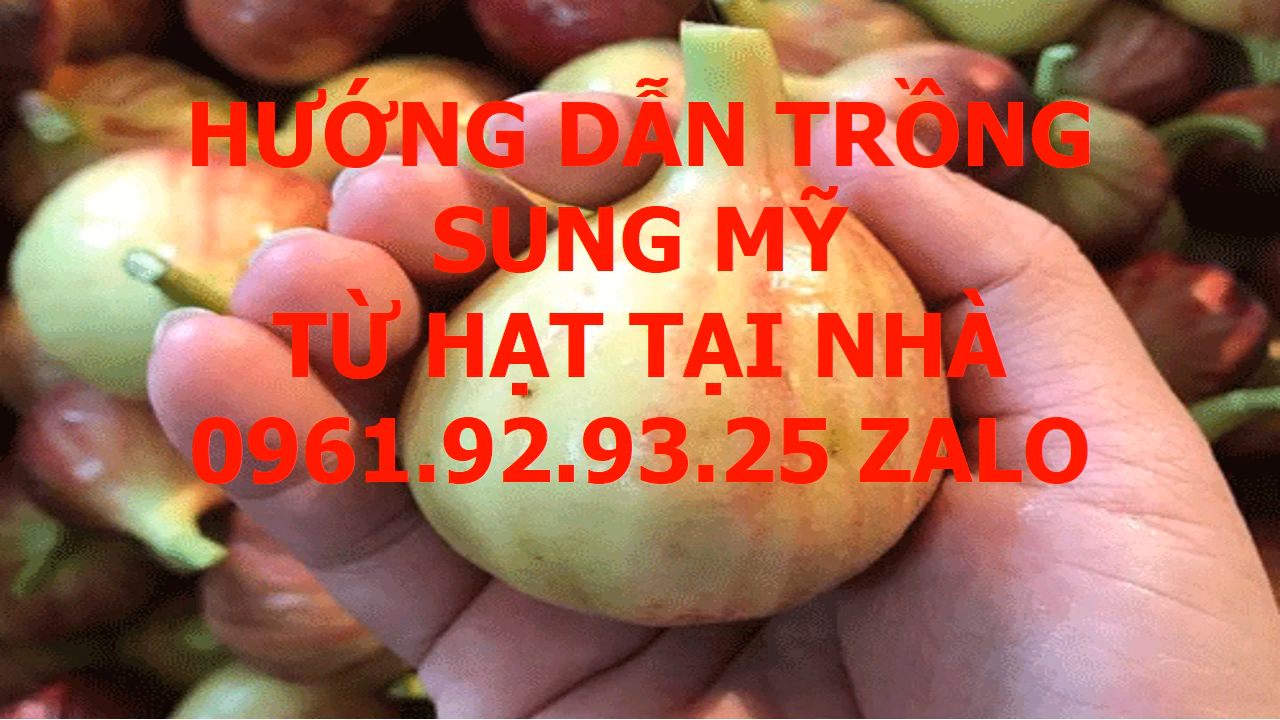 HƯỚNG DẪN TRỒNG
SUNG MỸ
TỪ HẠT TẠI NHÀ
0961.92.93.25 ZALO